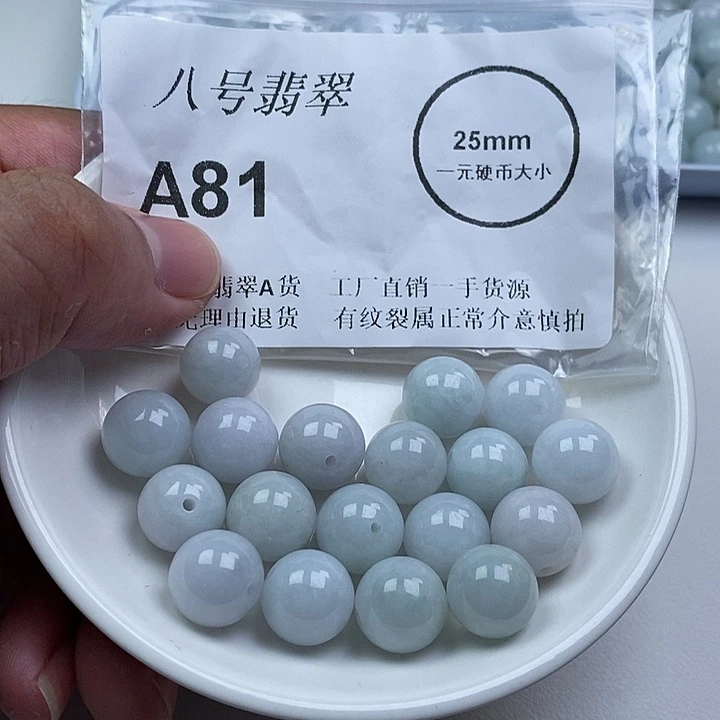 八号翡翠
25mm
一元硬币大小
A81
翡翠A货 工厂直销一手货源
理由退货 有纹裂属正常介意慎拍